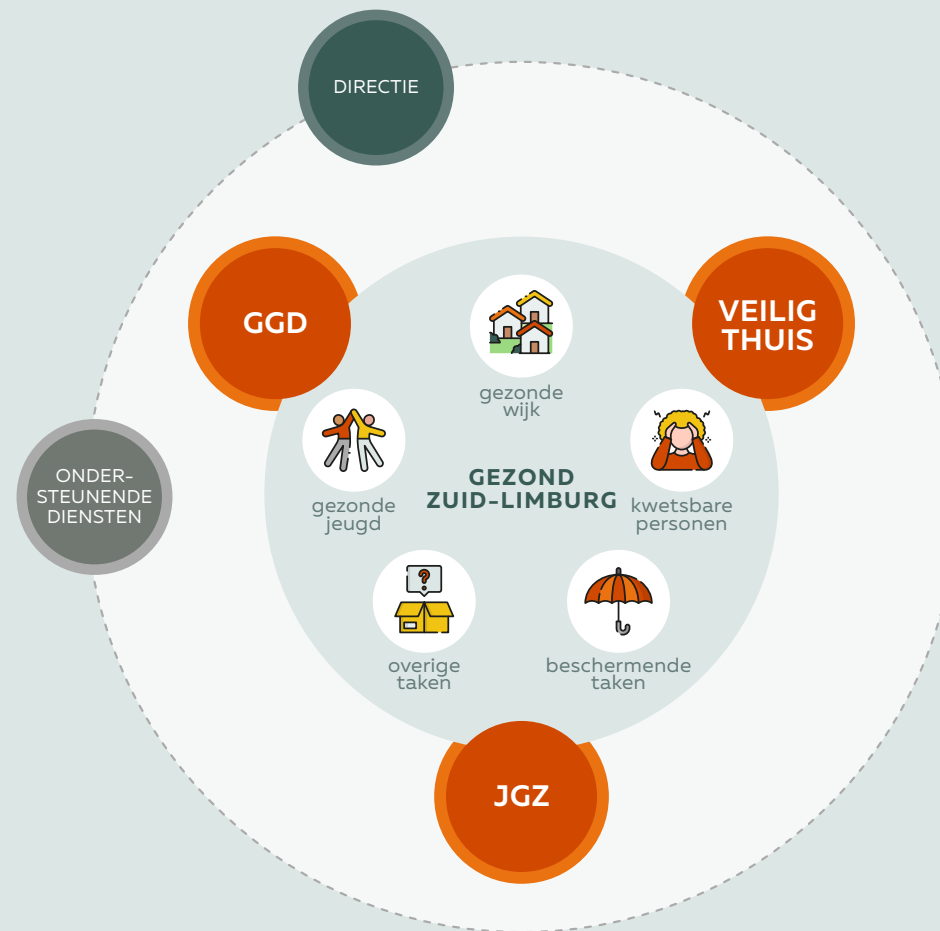 DIRECTIE
GGD
VEILIG
THUIS
gezonde
wijk
ONDER-
STEUNENDE
DIENSTEN
gezonde
jeugd
GEZOND
ZUID-LIMBURG
kwetsbare
personen
?
overige
taken
beschermende
taken
JGZ